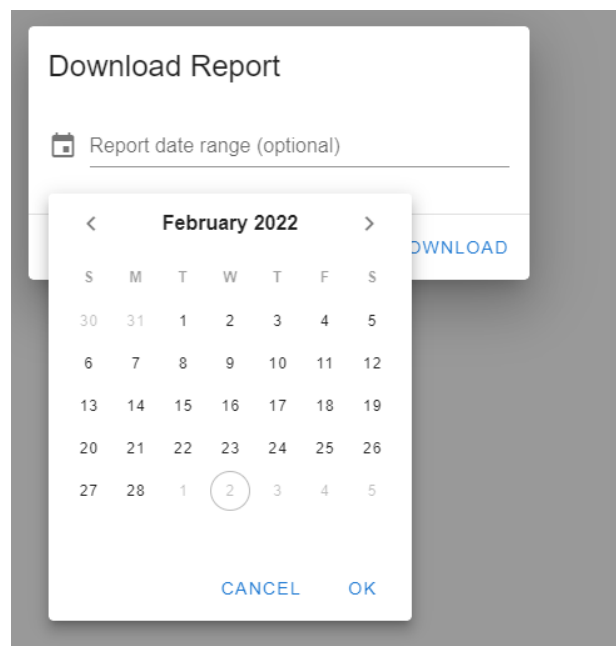 Download Report
Report date range (optional)
February 2022
OWNLOAD
S M T W T F S
30 31 1 2 3 4 5
6 7 8 9 10 11 12
13 14 15 16 17 18 19
20 21 22 23 24 25 26
27 28 1 2 3 4 5
CANCEL OK